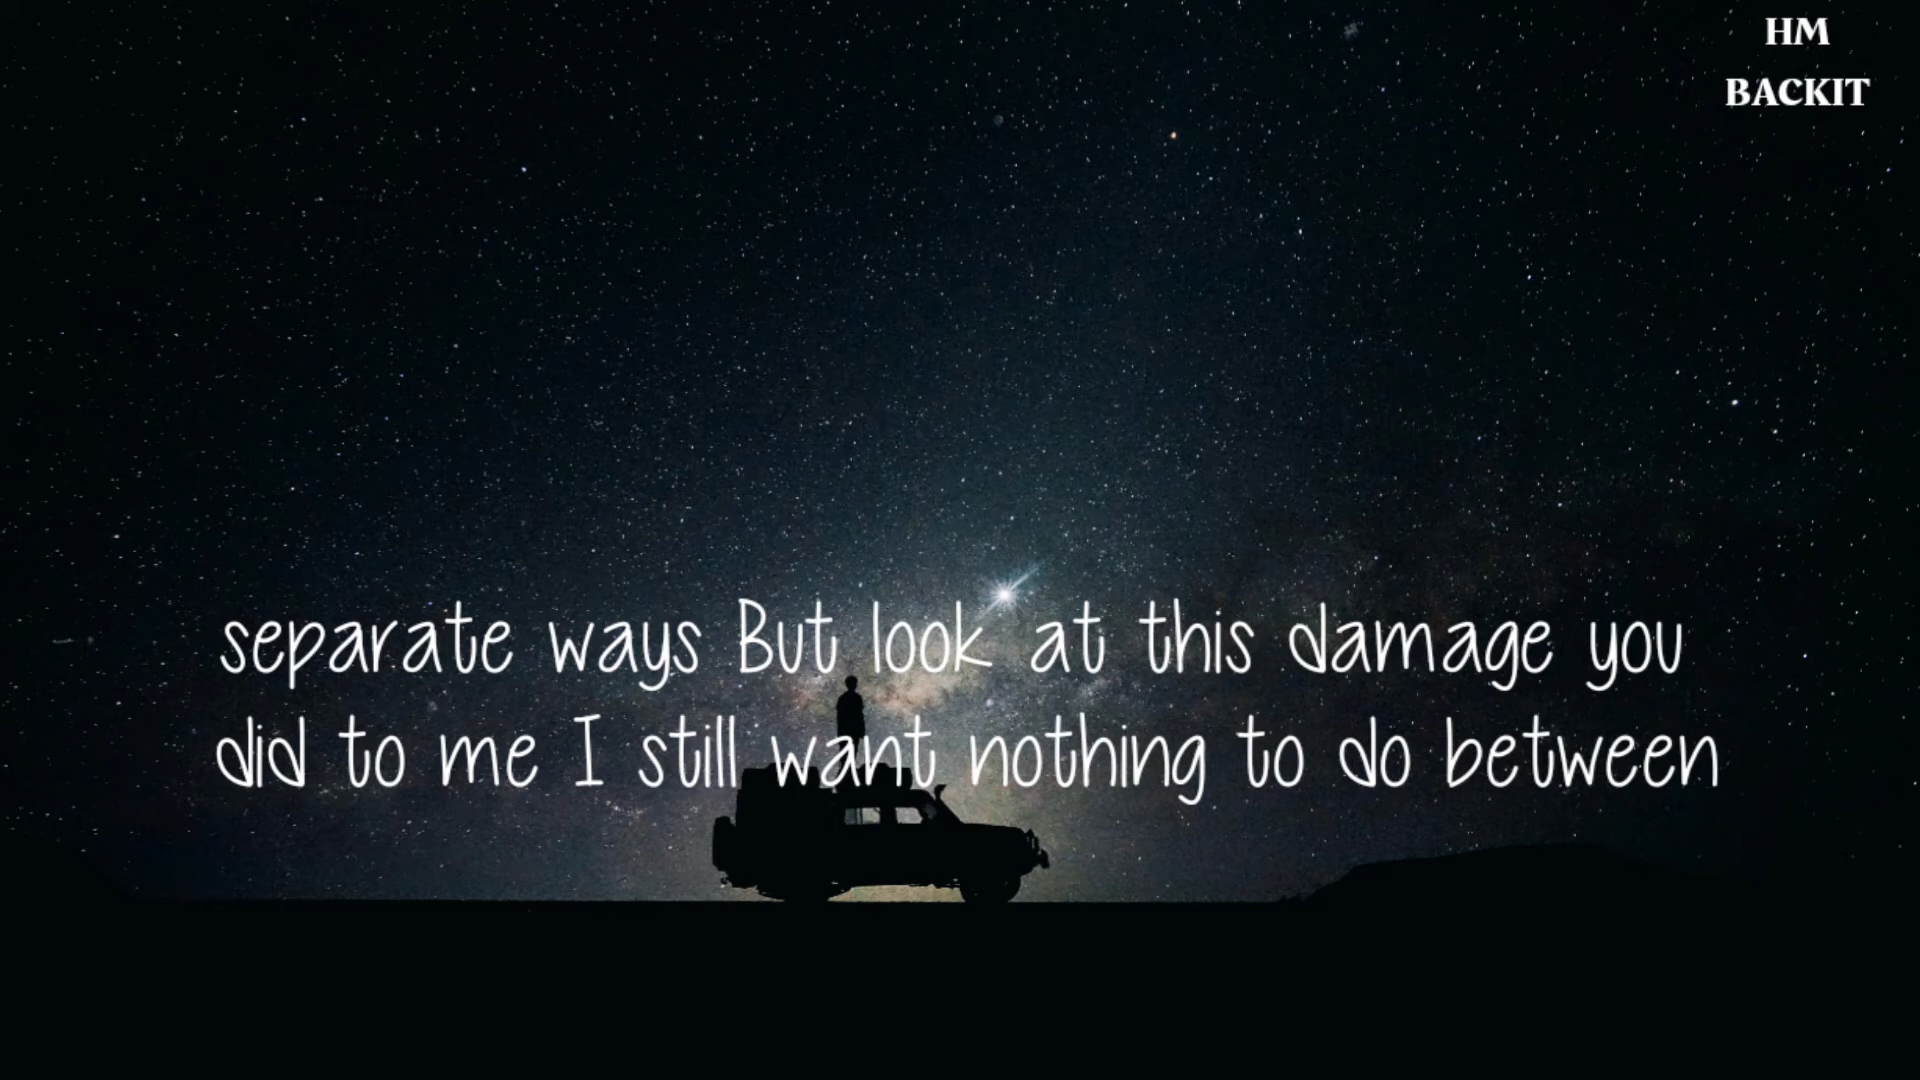 HM
BACKIT
separate ways But look at this damage you
did to me I still want nothing to do between